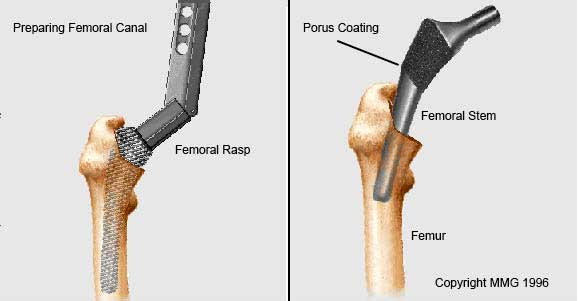 Preparing Femoral Canal
Femoral Rasp
Porus Coating
Femoral Stem
Femur
Copyright MMG 1996